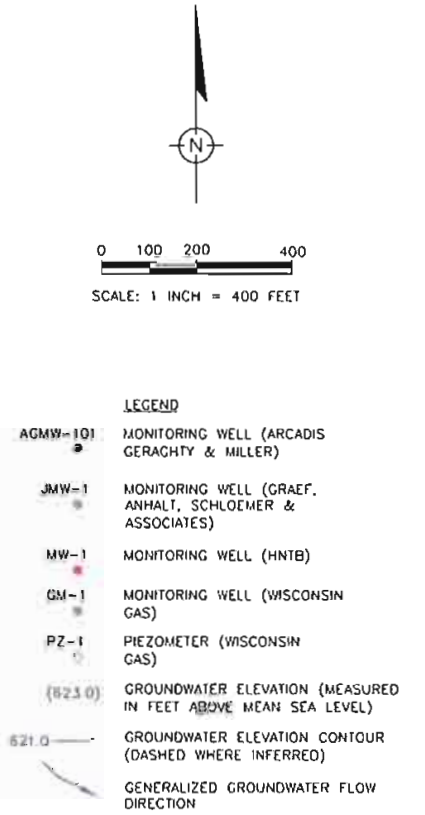 N
0 100 200 400
SCALE: 1 INCH = 400 FEET
LEGEND
AGMW-101 MONITORING WELL (ARCADIS
GERAGHTY & MILLER)
JMW-1 MONITORING WELL (GRAEF,
ANHALT, SCHLOEMER &
ASSOCIATES)
MW-1 MONITORING WELL (HNTB)
GM-1 MONITORING WELL (WISCONSIN
GAS)
PZ-1 PIEZOMETER (WISCONSIN
GAS)
(623.0) GROUNDWATER ELEVATION (MEASURED
IN FEET ABOVE MEAN SEA LEVEL)
621.0 GROUNDWATER ELEVATION CONTOUR
(DASHED WHERE INFERRED)
GENERALIZED GROUNDWATER FLOW
DIRECTION